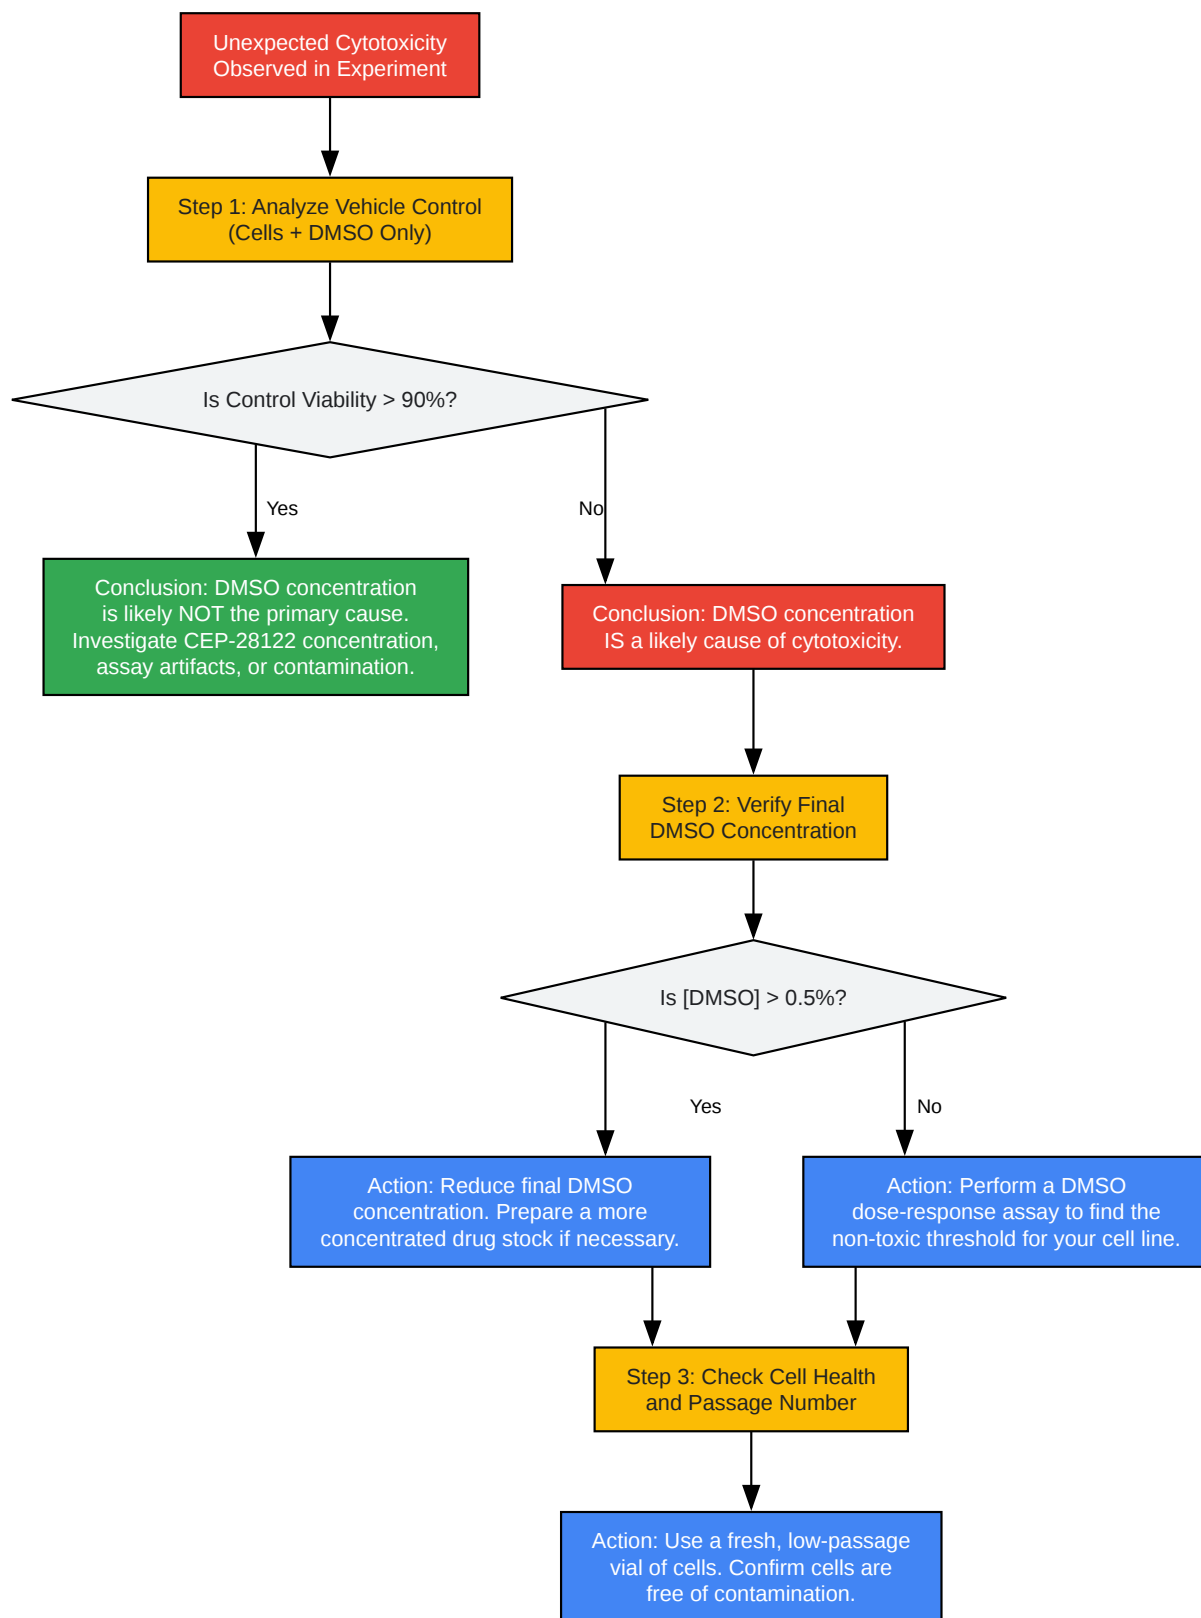 Unexpected Cytotoxicity
Observed in Experiment
Step 1: Analyze Vehicle Control
(Cells + DMSO Only)
Is Control Viability > 90%?
Yes
No
Conclusion: DMSO concentration
is likely NOT the primary cause.
Investigate CEP-28122 concentration,
assay artifacts, or contamination.
Conclusion: DMSO concentration
IS a likely cause of cytotoxicity.
Step 2: Verify Final
DMSO Concentration
Is [DMSO] > 0.5%?
Yes
No
Action: Reduce final DMSO
concentration. Prepare a more
concentrated drug stock if necessary.
Action: Perform a DMSO
dose-response assay to find the
non-toxic threshold for your cell line.
Step 3: Check Cell Health
and Passage Number
Action: Use a fresh, low-passage
vial of cells. Confirm cells are
free of contamination.